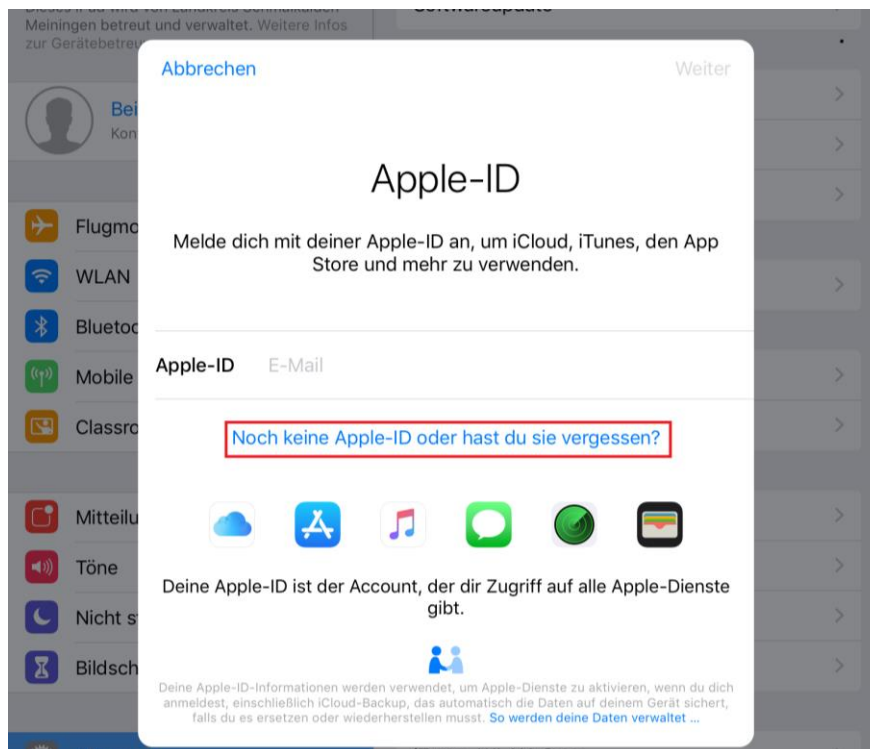 Meiningen betreut und verwaltet. Weitere Infos
zur Gerätebetreu
Softwareupdate
Abbrechen
Weiter
Bei
Kon
Apple-ID
Melde dich mit deiner Apple-ID an, um iCloud, iTunes, den App
Store und mehr zu verwenden.
Flugmo
WLAN
Bluetoo
Mobile
Classro
Apple-ID E-Mail
Noch keine Apple-ID oder hast du sie vergessen?
Mitteilu
Töne
Nicht s
Bildsch
Deine Apple-ID ist der Account, der dir Zugriff auf alle Apple-Dienste
gibt.
Deine Apple-ID-Informationen werden verwendet, um Apple-Dienste zu aktivieren, wenn du dich
anmeldest, einschließlich iCloud-Backup, das automatisch die Daten auf deinem Gerät sichert,
falls du es ersetzen oder wiederherstellen musst. So werden deine Daten verwaltet ...